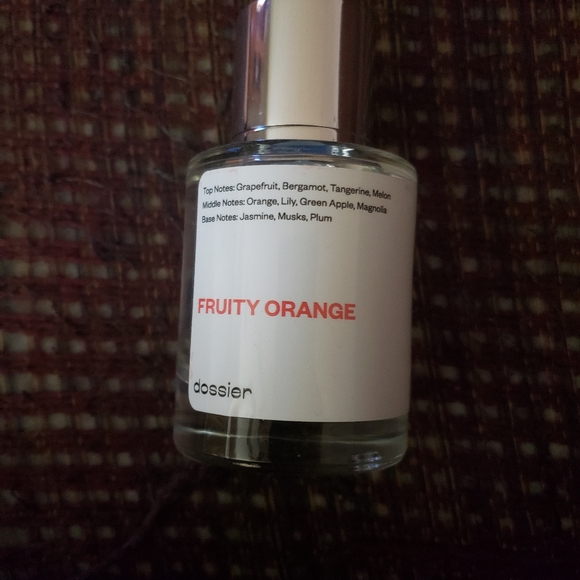 Top Notes: Grapefruit, Bergamot, Tangerine, Melon
Middle Notes: Orange, Lily, Green Apple, Magnolia
Base Notes: Jasmine, Musks, Plum
FRUITY ORANGE
dossier